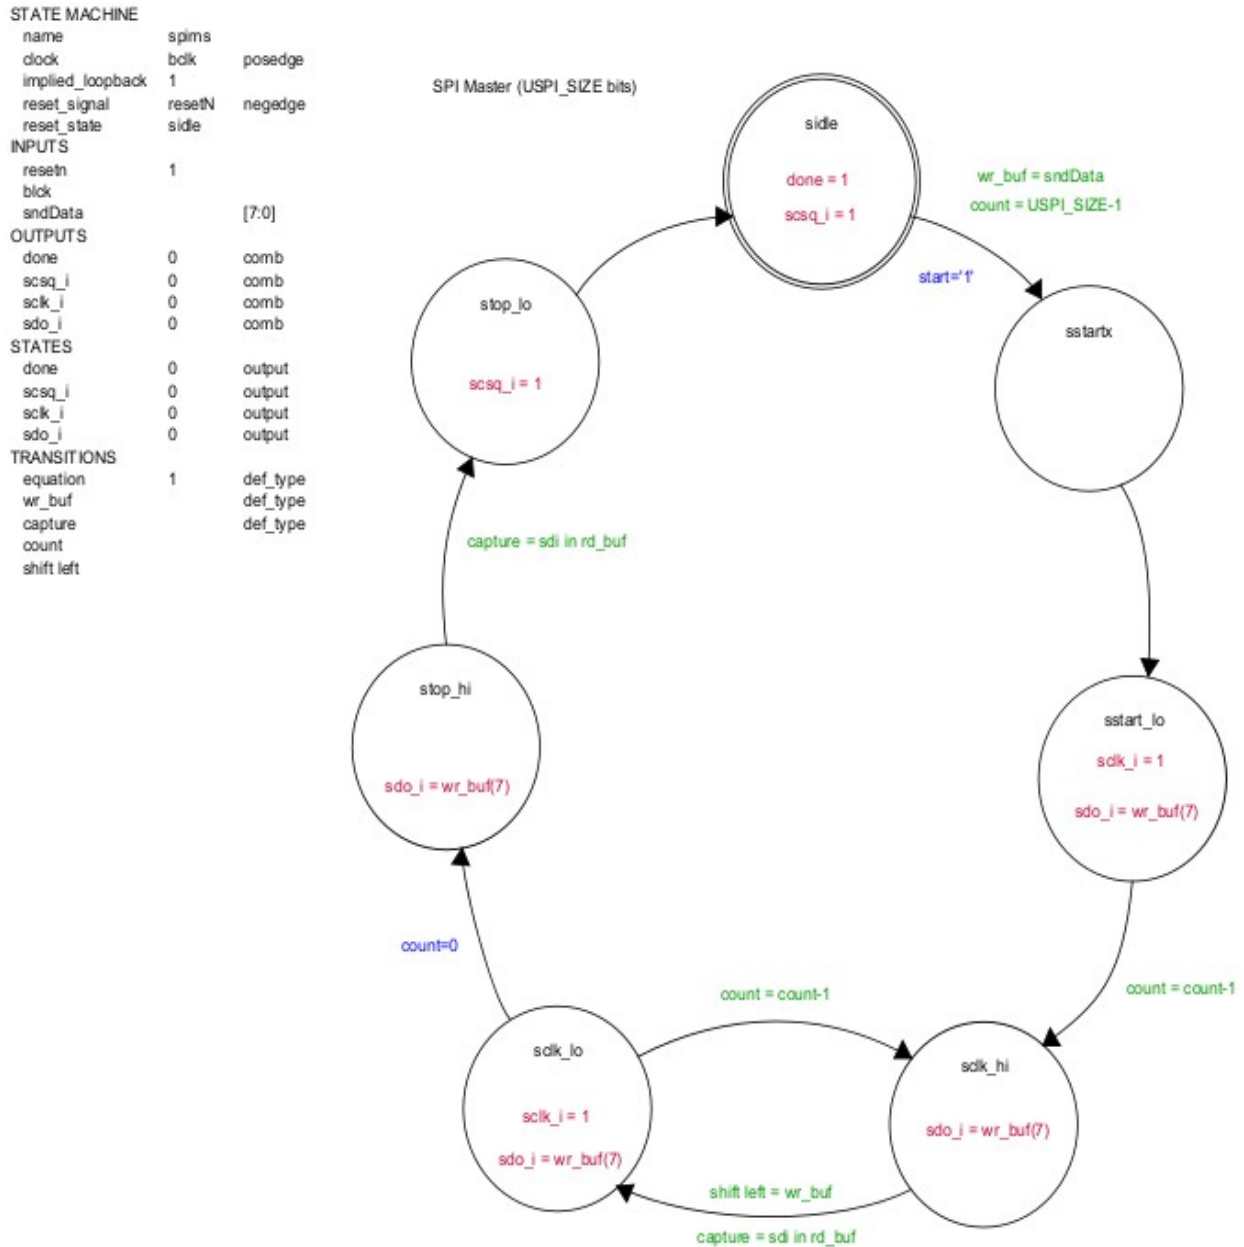 STATE MACHINE
name spims
clock bclk posedge
implied_loopback 1
reset_signal resetN negedge
reset_state sidle
INPUTS
resetn 1
blck
sndData [7:0]
OUTPUTS
done 0 comb
scsq_i 0 comb
sclk_i 0 comb
sdo_i 0 comb
STATES
done 0 output
scsq_i 0 output
sclk_i 0 output
sdo_i 0 output
TRANSITIONS
equation 1 def_type
wr_buf def_type
capture def_type
count
shift left
SPI Master (USPI_SIZE bits)
sidle
done = 1
scsq_i = 1
wr_buf = sndData
count = USPI_SIZE-1
start='1'
sstartx
stop_lo
scsq_i = 1
capture = sdi in rd_buf
stop_hi
sdo_i = wr_buf(7)
sstart_lo
sclk_i = 1
sdo_i = wr_buf(7)
count=0
count = count-1
count = count-1
sclk_lo
sclk_i = 1
sdo_i = wr_buf(7)
sclk_hi
sdo_i = wr_buf(7)
shift left = wr_buf
capture = sdi in rd_buf